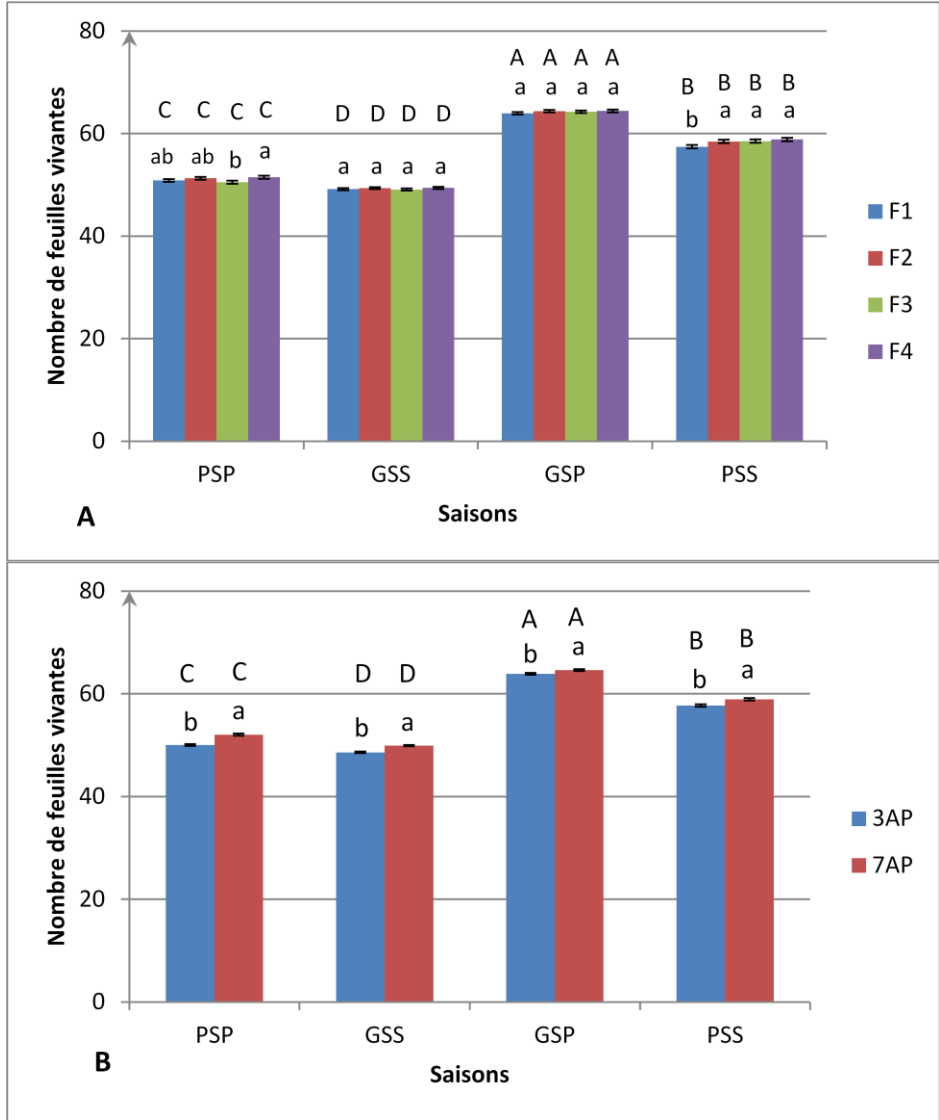 80
60
40
20
0
Nombre de feuilles vivantes
C C C C
ab ab b a
D D D D
a a a a
A A A A
a a a a
B B B B
b a a a
PSP GSS GSP PSS
Saisons
A
F1
F2
F3
F4
80
60
40
20
0
Nombre de feuilles vivantes
C C
b a
D D
b a
A A
b a
B B
b a
PSP GSS GSP PSS
Saisons
B
3AP
7AP